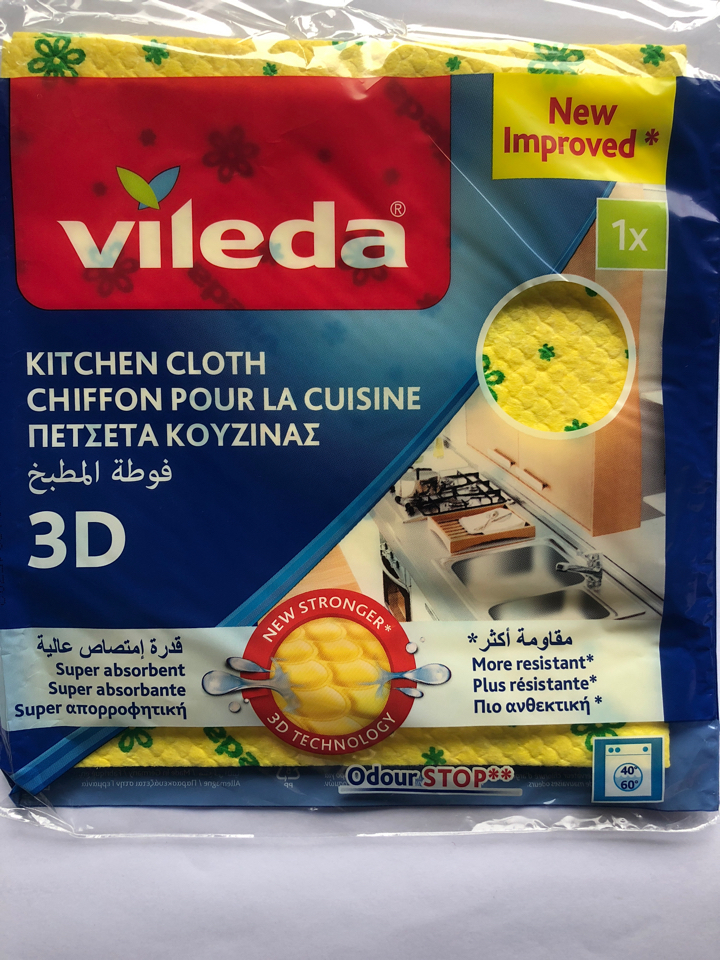 New
Improved *
vileda®
1x
KITCHEN CLOTH
CHIFFON POUR LA CUISINE
ΠΕΤΣΕΤΑ ΚΟΥΖΙΝΑΣ
فوطة المطبخ
3D
قدرة إمتصاص عالية
Super absorbent
Super absorbante
Super απορροφητική
NEW STRONGER*
3D TECHNOLOGY
مقاومة أكثر*
More resistant*
Plus résistante*
Πιο ανθεκτική *
Odour STOP**
40°
60°